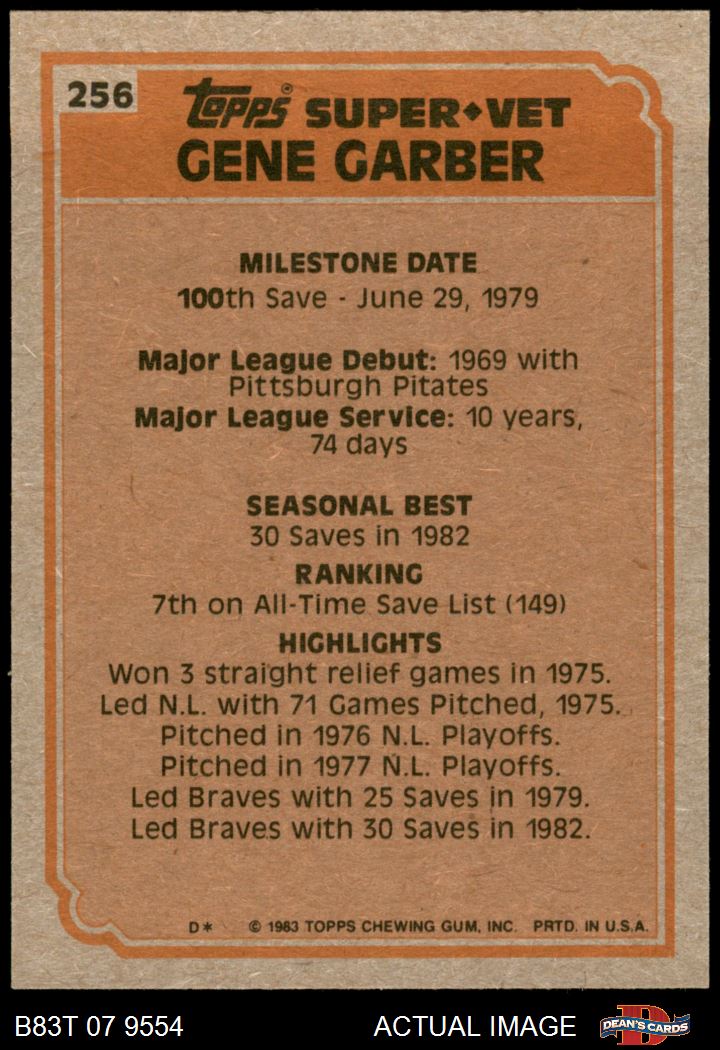 256
topps SUPER◆VET
GENE GARBER
MILESTONE DATE
100th Save - June 29, 1979
Major League Debut: 1969 with
Pittsburgh Pitates
Major League Service: 10 years,
74 days
SEASONAL BEST
30 Saves in 1982
RANKING
7th on All-Time Save List (149)
HIGHLIGHTS
Won 3 straight relief games in 1975.
Led N.L. with 71 Games Pitched, 1975.
Pitched in 1976 N.L. Playoffs.
Pitched in 1977 N.L. Playoffs.
Led Braves with 25 Saves in 1979.
Led Braves with 30 Saves in 1982.
D* © 1983 TOPPS CHEWING GUM, INC. PRTD. IN U.S.A.
B83T 07 9554 ACTUAL IMAGE D DEAN'S CARDS